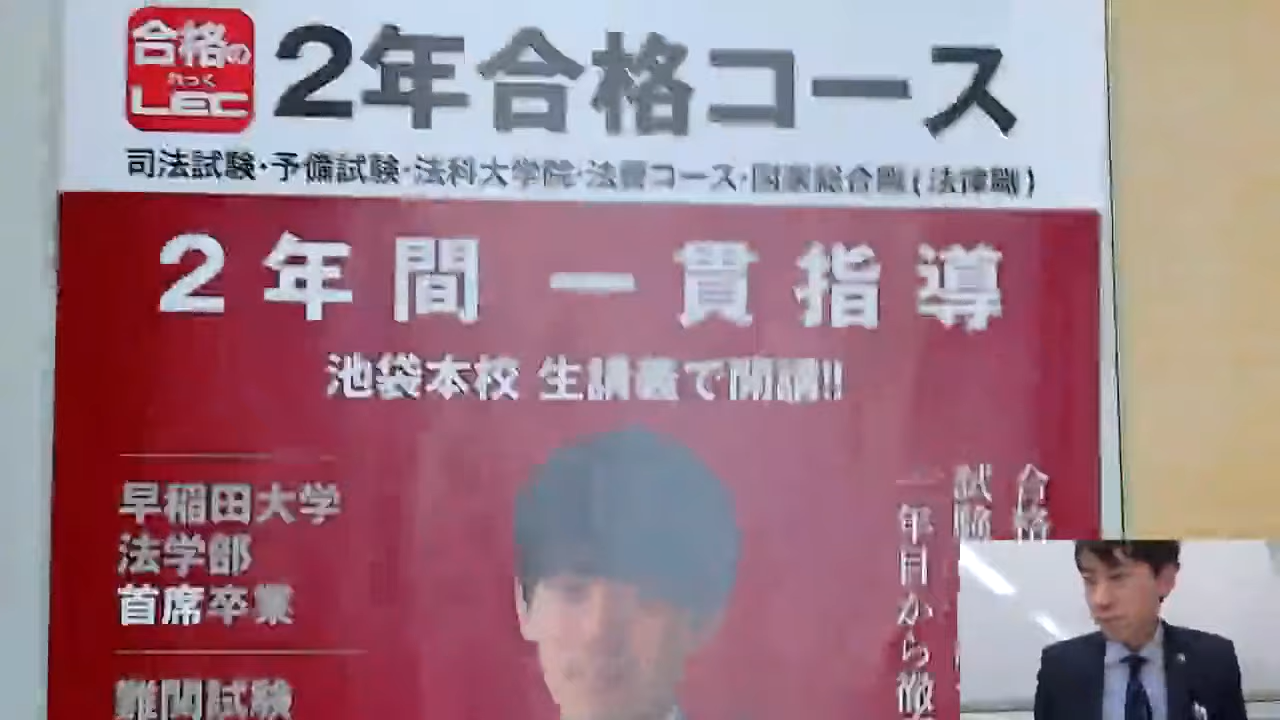 合格の
れっく
LEC
2年合格コース
司法試験・予備試験・法科大学院・法曹コース・国家総合職(法律職)
2年間 一貫指導
池袋本校 生講義で開講!!
早稲田大学
法学部
首席卒業
難関試験
合格
試験
一年目から徹